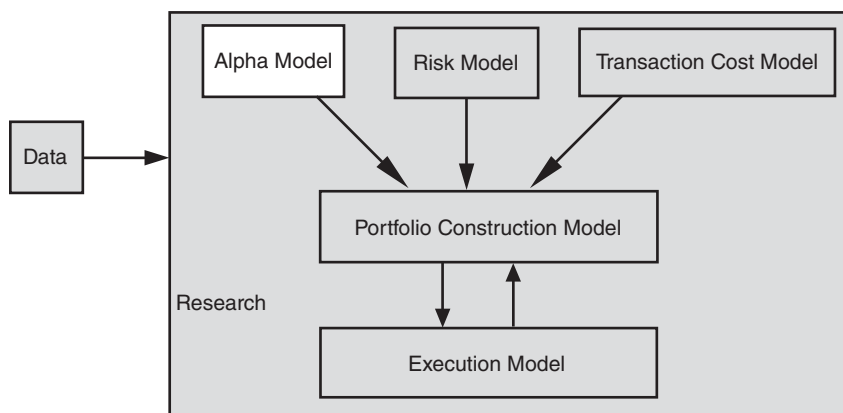 Alpha Model
Risk Model
Transaction Cost Model
Data
Portfolio Construction Model
Research
Execution Model